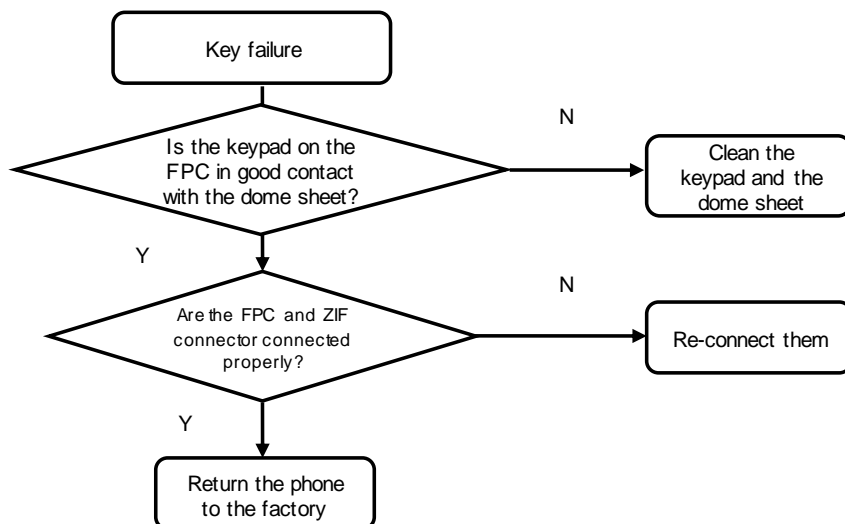 Key failure
N
Is the keypad on the
FPC in good contact
with the dome sheet?
Clean the
keypad and the
dome sheet
Y
N
Are the FPC and ZIF
connector connected
properly?
Re-connect them
Y
Return the phone
to the factory